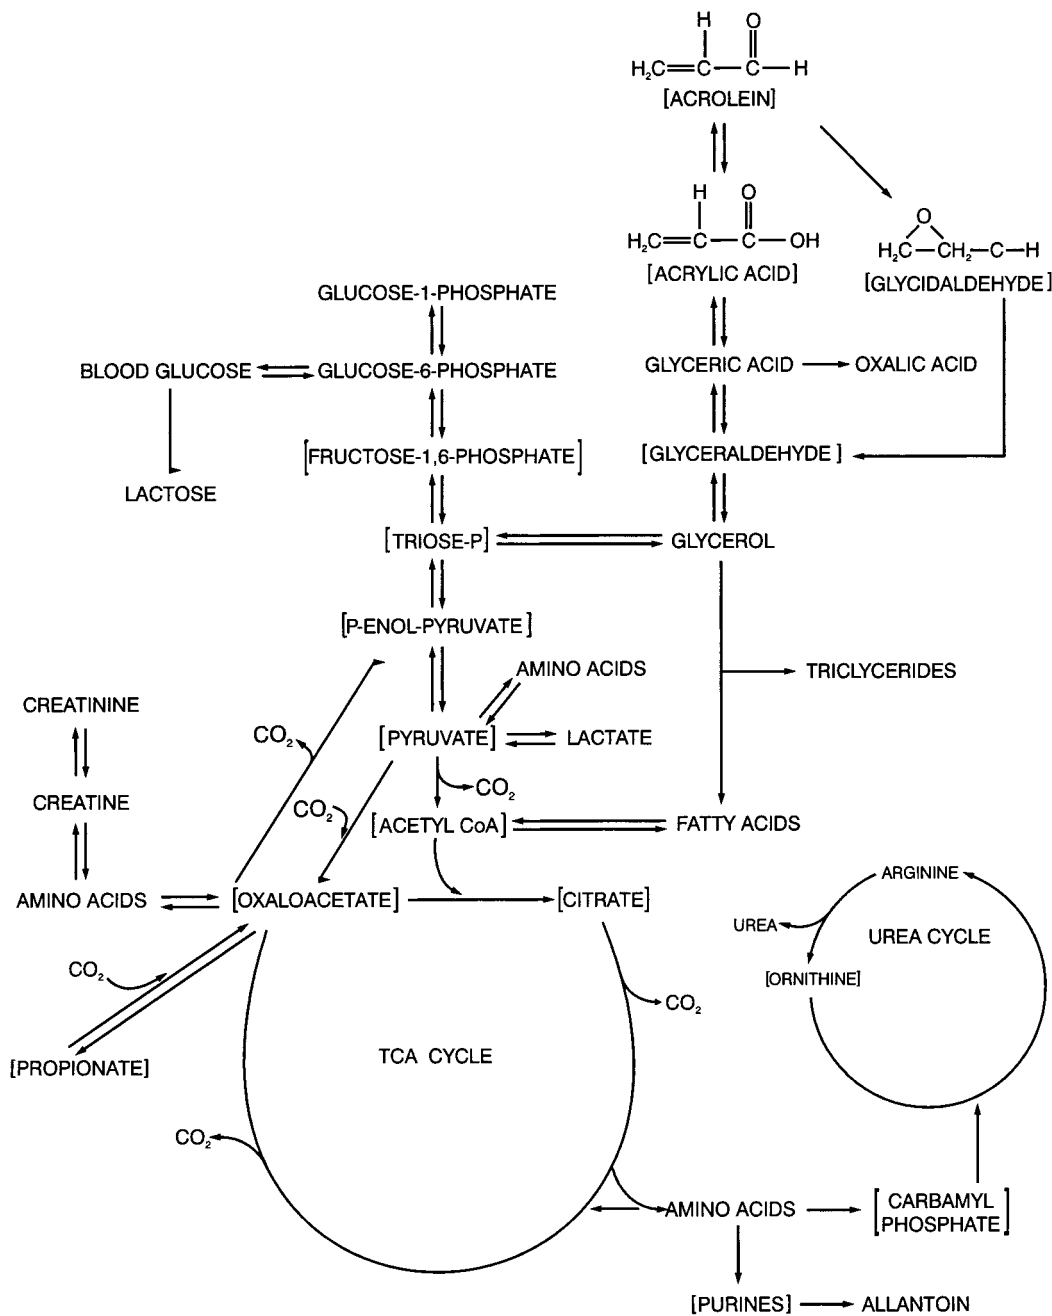 H O
H₂C=C—C—H
[ACROLEIN]
H O
H₂C=C—C—OH
[ACRYLIC ACID]
O
H₂C—CH₂—C—H
[GLYCIDALDEHYDE]
GLUCOSE-1-PHOSPHATE
BLOOD GLUCOSE GLUCOSE-6-PHOSPHATE GLYCERIC ACID OXALIC ACID
[FRUCTOSE-1,6-PHOSPHATE] [GLYCERALDEHYDE]
LACTOSE
[TRIOSE-P] GLYCEROL
[P-ENOL-PYRUVATE]
AMINO ACIDS TRICLYCERIDES
CREATININE
CO₂ [PYRUVATE] LACTATE
CO₂
CREATINE CO₂
[ACETYL CoA] FATTY ACIDS
ARGININE
AMINO ACIDS [OXALOACETATE] [CITRATE]
UREA UREA CYCLE
CO₂ [ORNITHINE]
CO₂
[PROPIONATE] TCA CYCLE
CO₂
AMINO ACIDS [CARBAMYL
PHOSPHATE]
[PURINES] ALLANTOIN